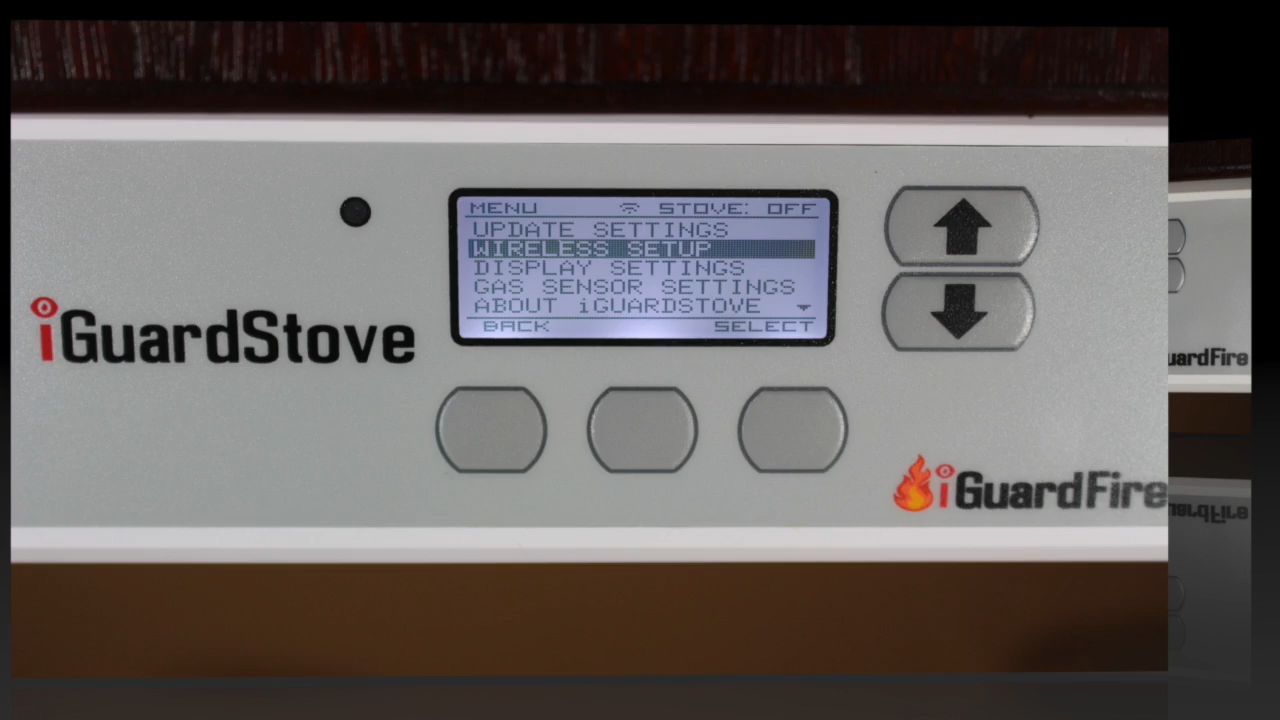 MENU STOVE: OFF
UPDATE SETTINGS
WIRELESS SETUP
DISPLAY SETTINGS
GAS SENSOR SETTINGS
ABOUT iGUARDSTOVE
BACK SELECT
iGuardStove
iGuardFire
uardFire